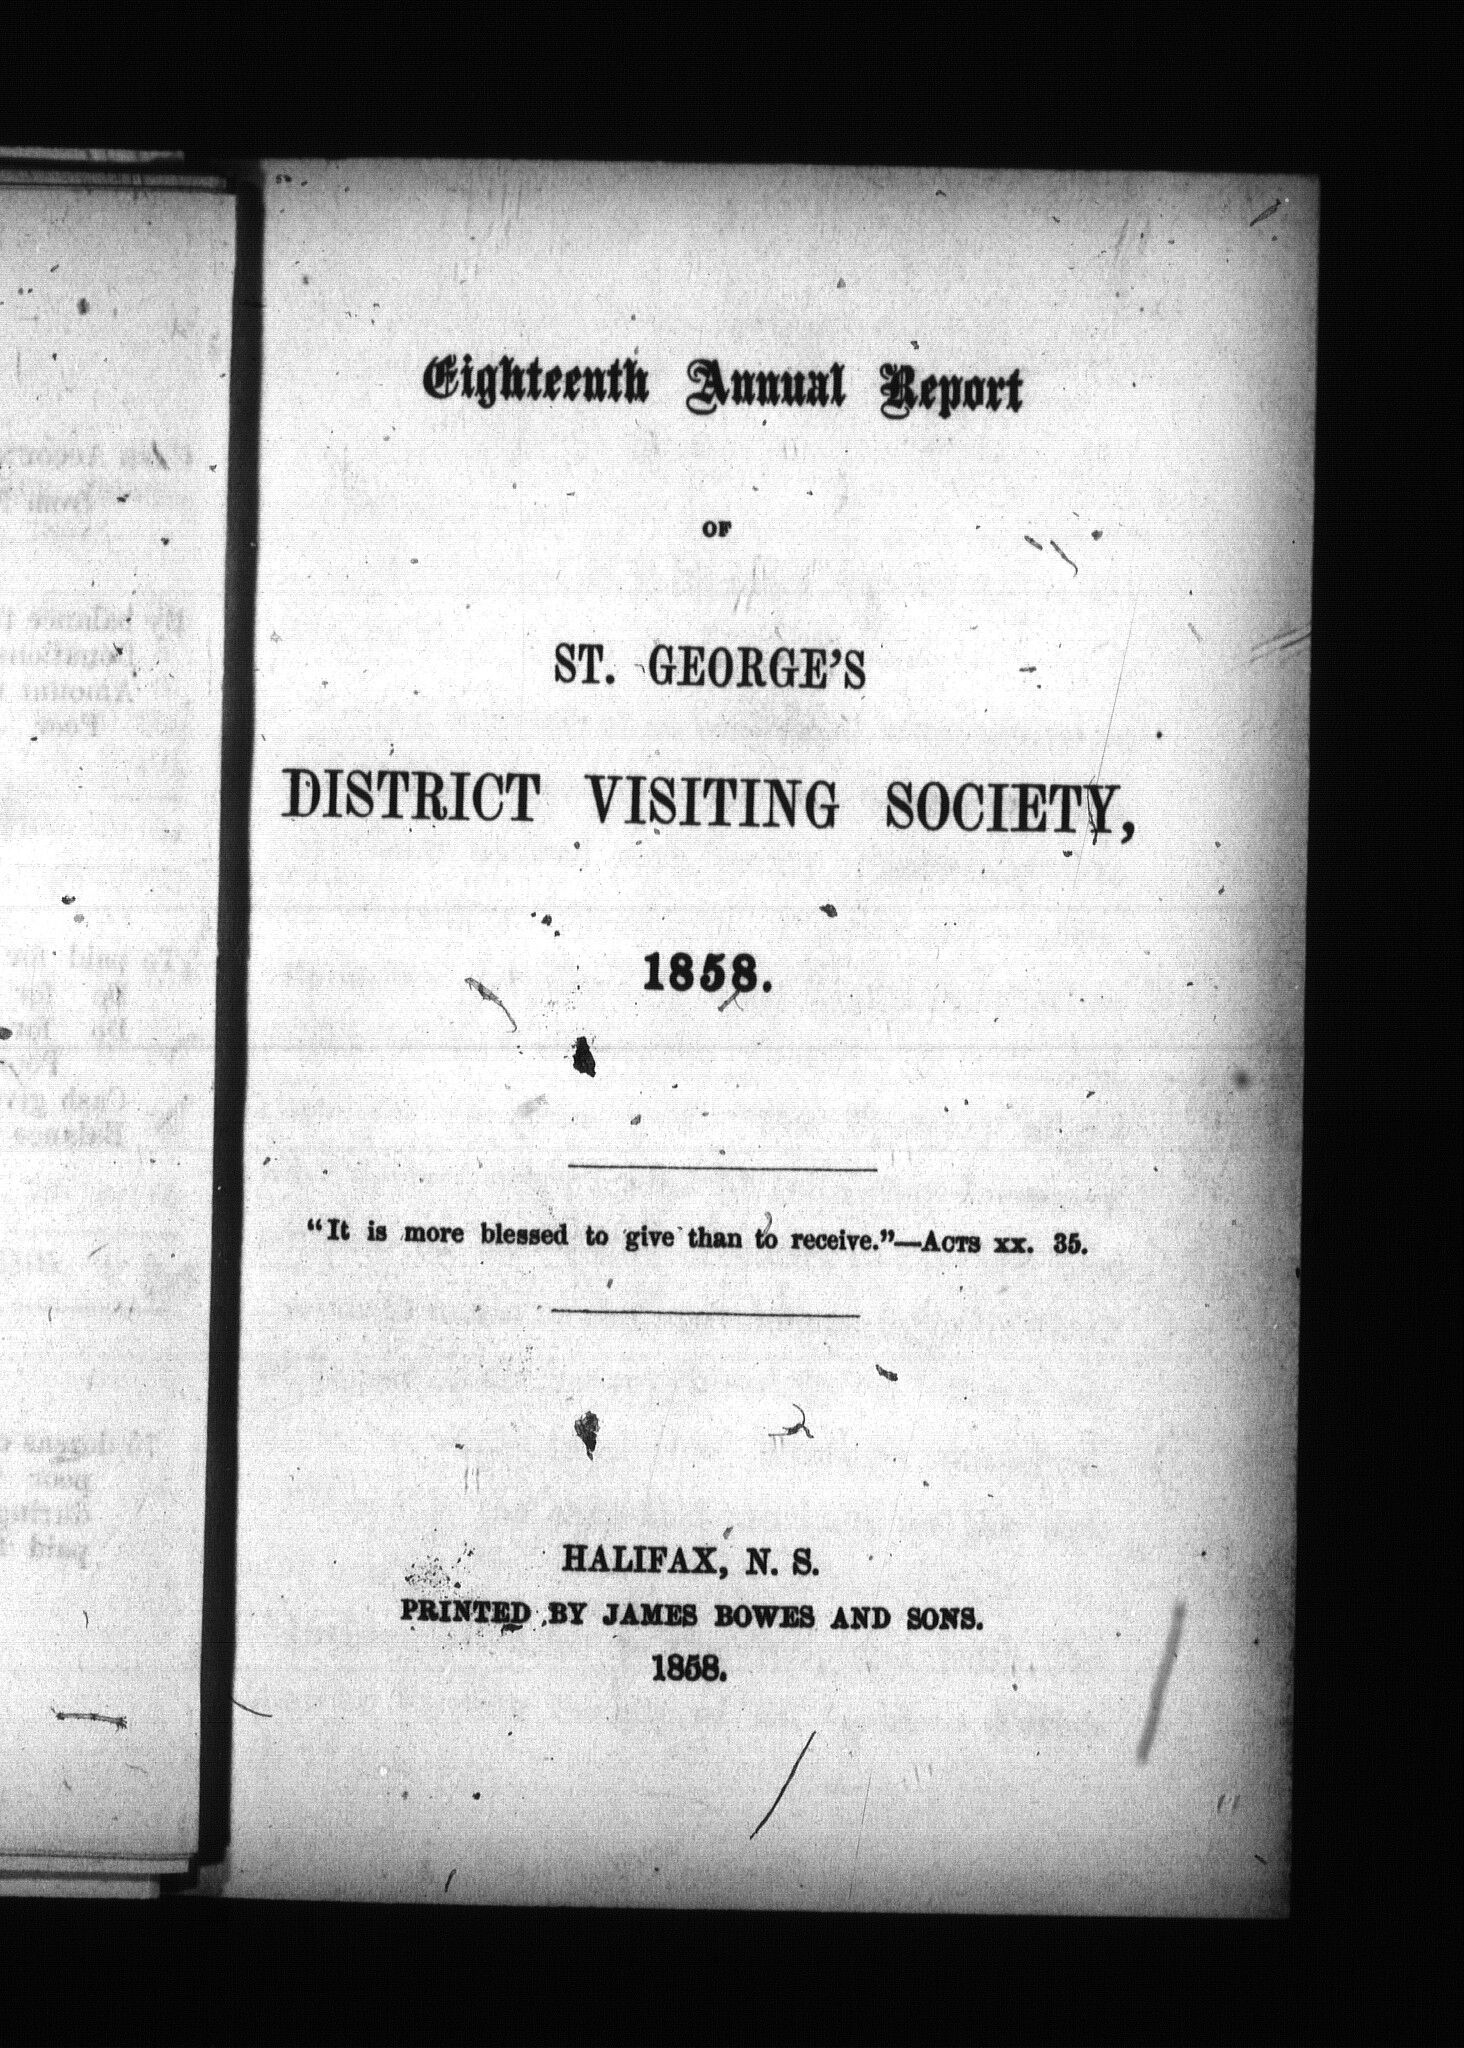 Eighteenth Annual Report
OF
ST. GEORGE'S
DISTRICT VISITING SOCIETY,
1858.
"It is more blessed to give than to receive."—ACTS XX. 35.
HALIFAX, N. S.
PRINTED BY JAMES BOWES AND SONS.
1858.